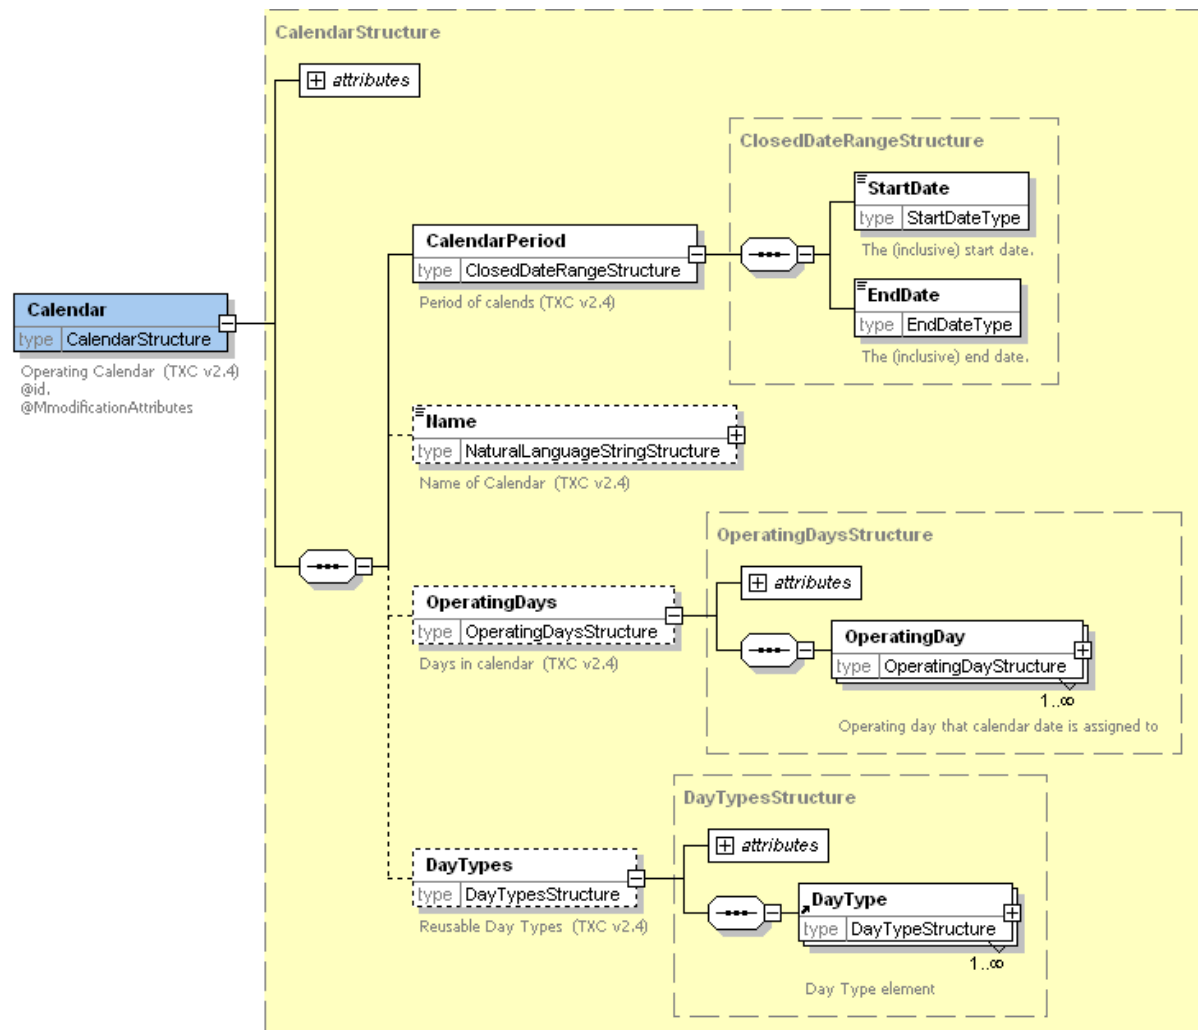 CalendarStructure
attributes
ClosedDateRangeStructure
StartDate
type StartDateType
The (inclusive) start date.
CalendarPeriod
type ClosedDateRangeStructure
Period of calends (TXC v2.4)
EndDate
type EndDateType
The (inclusive) end date.
Calendar
type CalendarStructure
Operating Calendar (TXC v2.4)
@id.
@MmodificationAttributes
Name
type NaturalLanguageStringStructure
Name of Calendar (TXC v2.4)
OperatingDaysStructure
attributes
OperatingDays
type OperatingDaysStructure
Days in calendar (TXC v2.4)
OperatingDay
type OperatingDayStructure
1..∞
Operating day that calendar date is assigned to
DayTypesStructure
attributes
DayTypes
type DayTypesStructure
Reusable Day Types (TXC v2.4)
DayType
type DayTypeStructure
1..∞
Day Type element